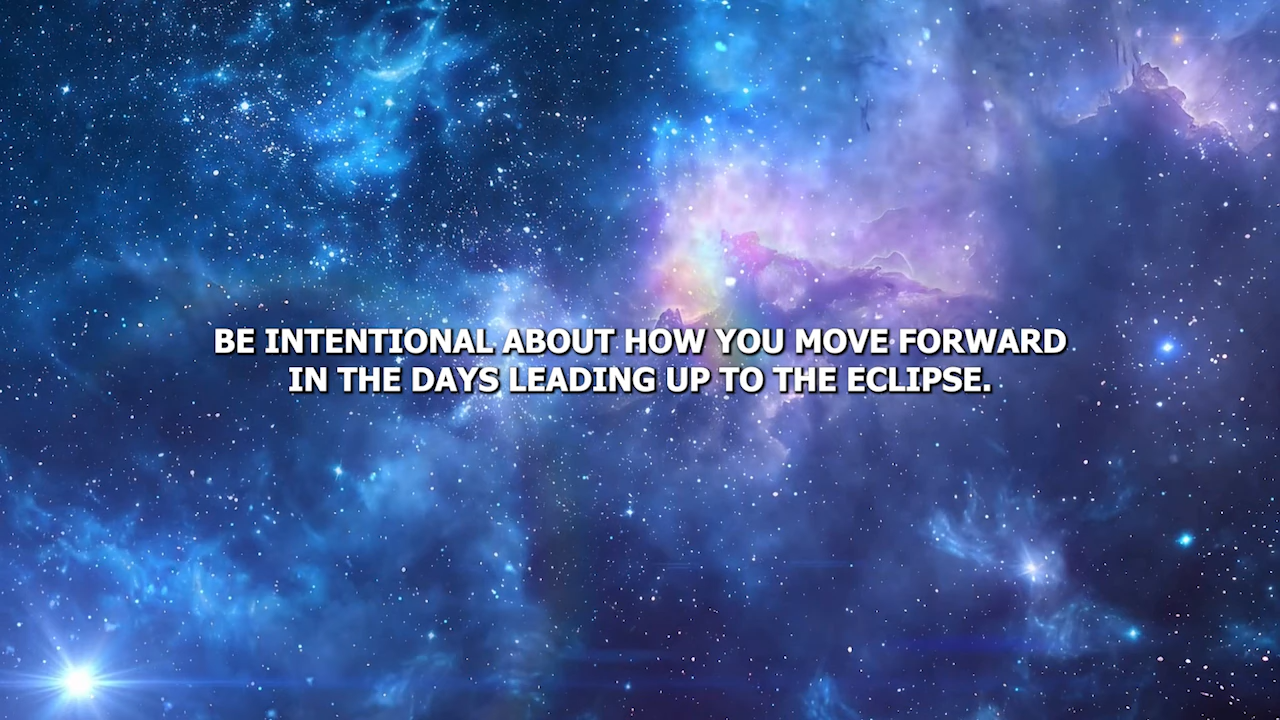 BE INTENTIONAL ABOUT HOW YOU MOVE FORWARD
IN THE DAYS LEADING UP TO THE ECLIPSE.